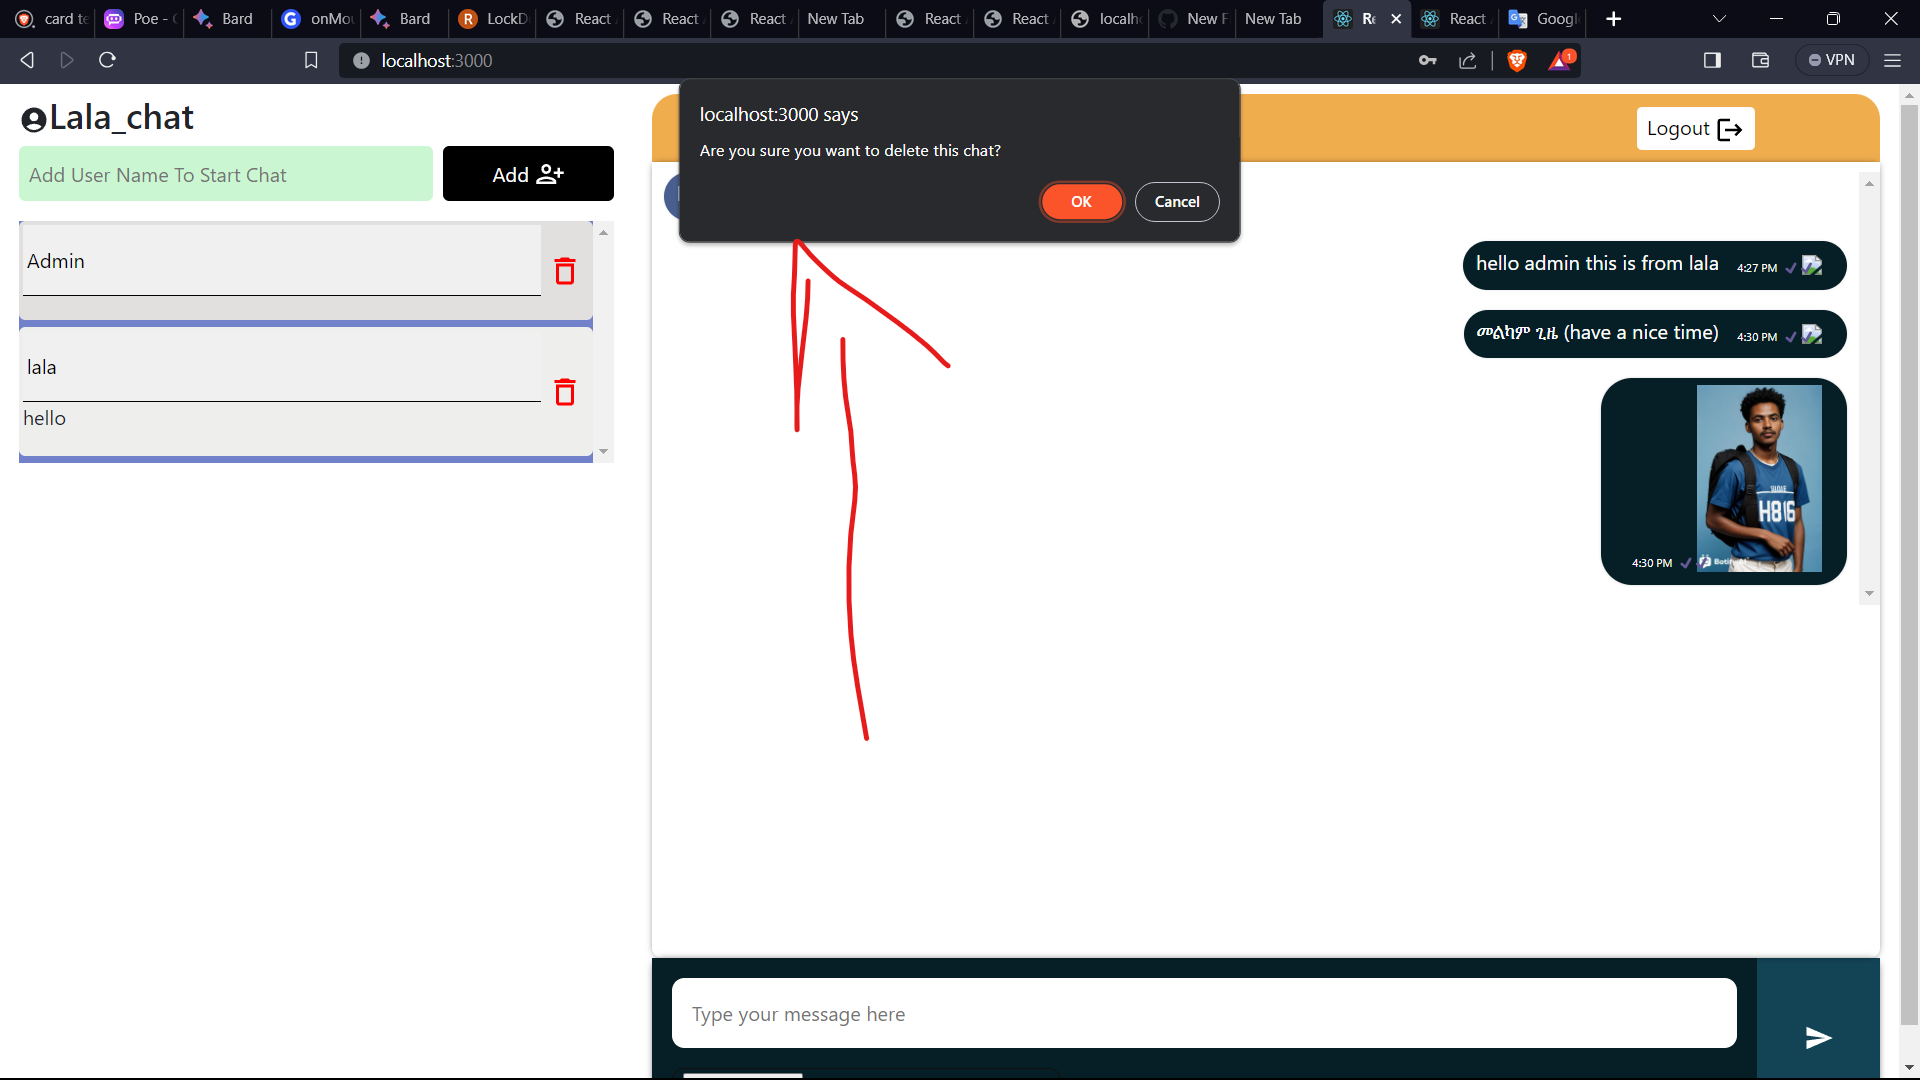 card te
Poe -
Bard
onMou
Bard
LockD
React
React
React
New Tab
React
React
localh
New F
New Tab
Re
React
Googl
localhost:3000
1
VPN
Lala_chat
Add User Name To Start Chat
Add
Admin
lala
hello
localhost:3000 says
Are you sure you want to delete this chat?
OK
Cancel
Logout
hello admin this is from lala 4:27 PM
መልካም ጊዜ (have a nice time) 4:30 PM
H816
4:30 PM
Type your message here